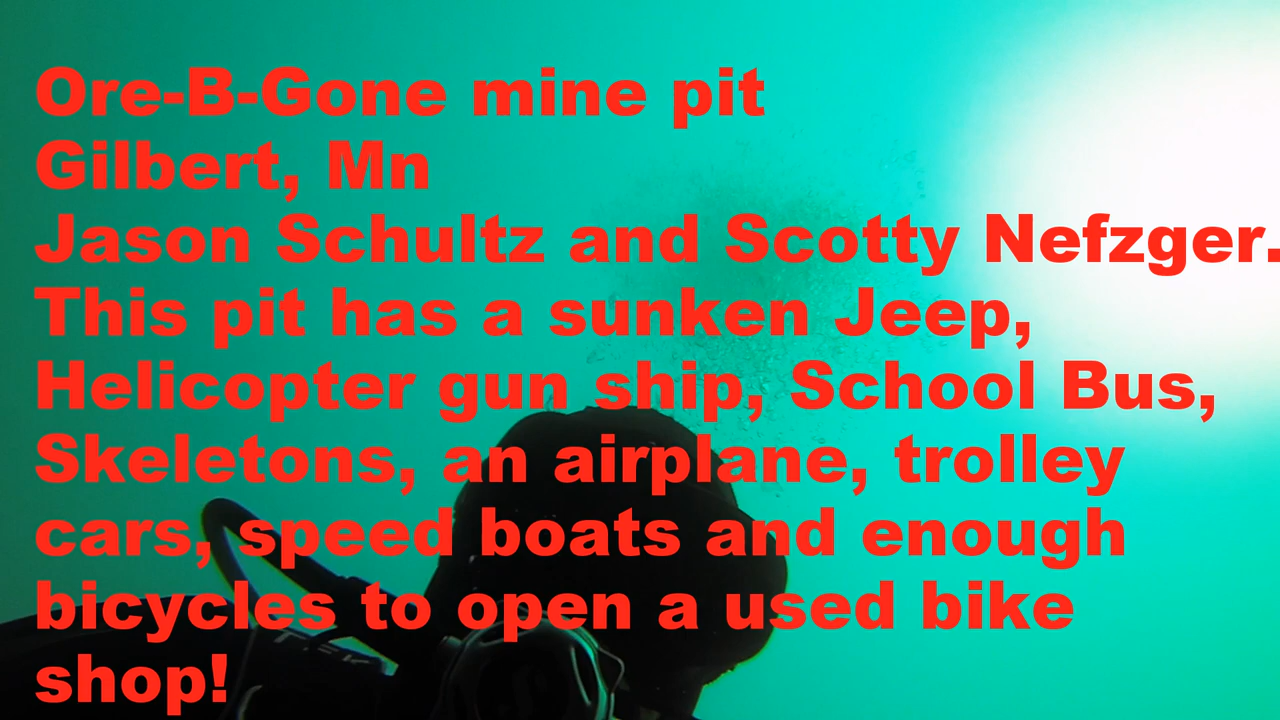 Ore-B-Gone mine pit
Gilbert, Mn
Jason Schultz and Scotty Nefzger.
This pit has a sunken Jeep,
Helicopter gun ship, School Bus,
Skeletons, an airplane, trolley
cars, speed boats and enough
bicycles to open a used bike
shop!